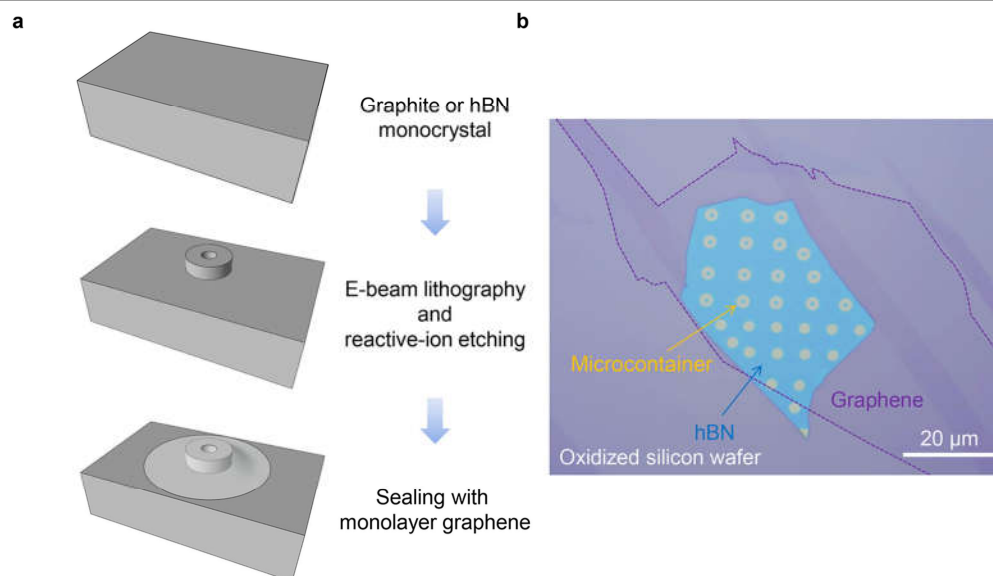 a
Graphite or hBN
monocrystal
E-beam lithography
and
reactive-ion etching
Sealing with
monolayer graphene
b
Microcontainer
Graphene
hBN
20 µm
Oxidized silicon wafer